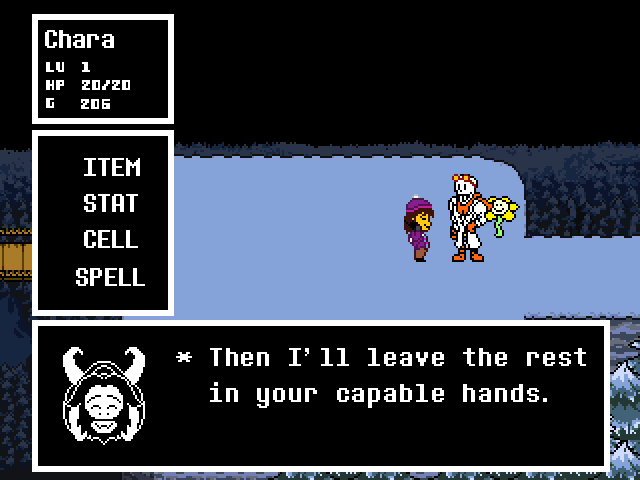 Chara
LV 1
HP 20/20
G 206
ITEM
STAT
CELL
SPELL
* Then I'll leave the rest
in your capable hands.